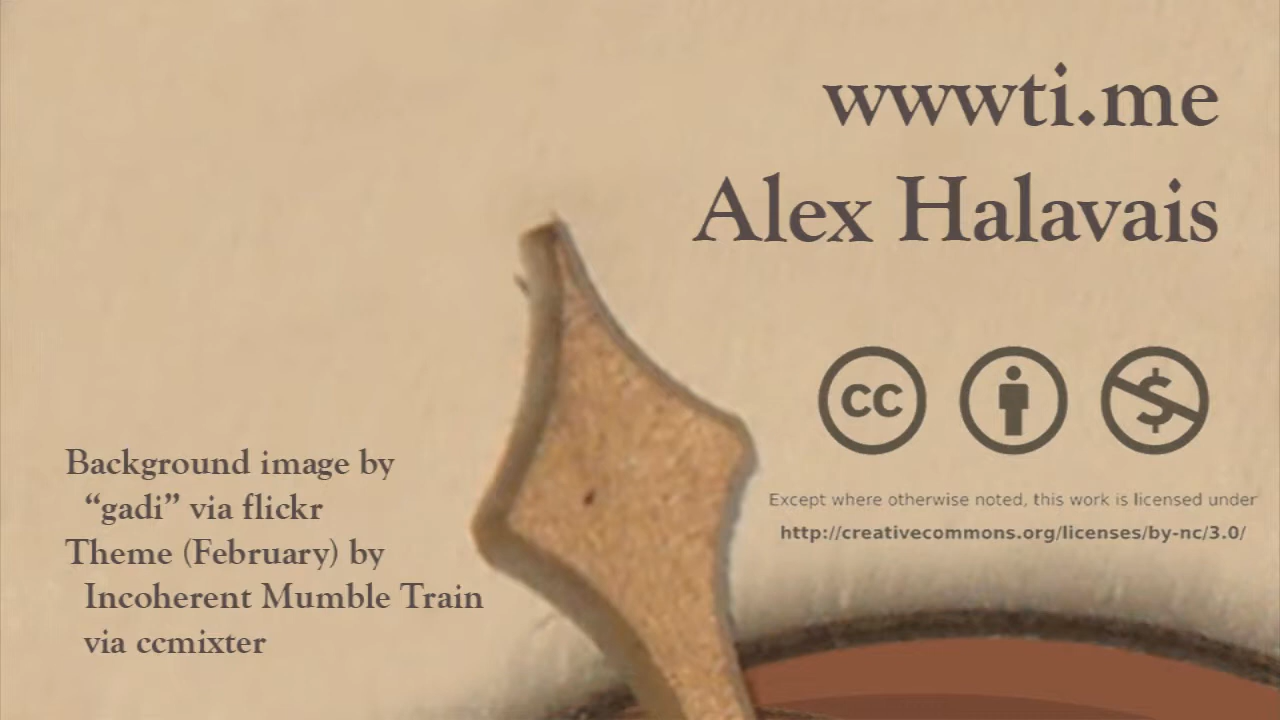 wwwti.me
Alex Halavais
cc
$
Except where otherwise noted, this work is licensed under
http://creativecommons.org/licenses/by-nc/3.0/
Background image by
“gadi” via flickr
Theme (February) by
Incoherent Mumble Train
via ccmixter